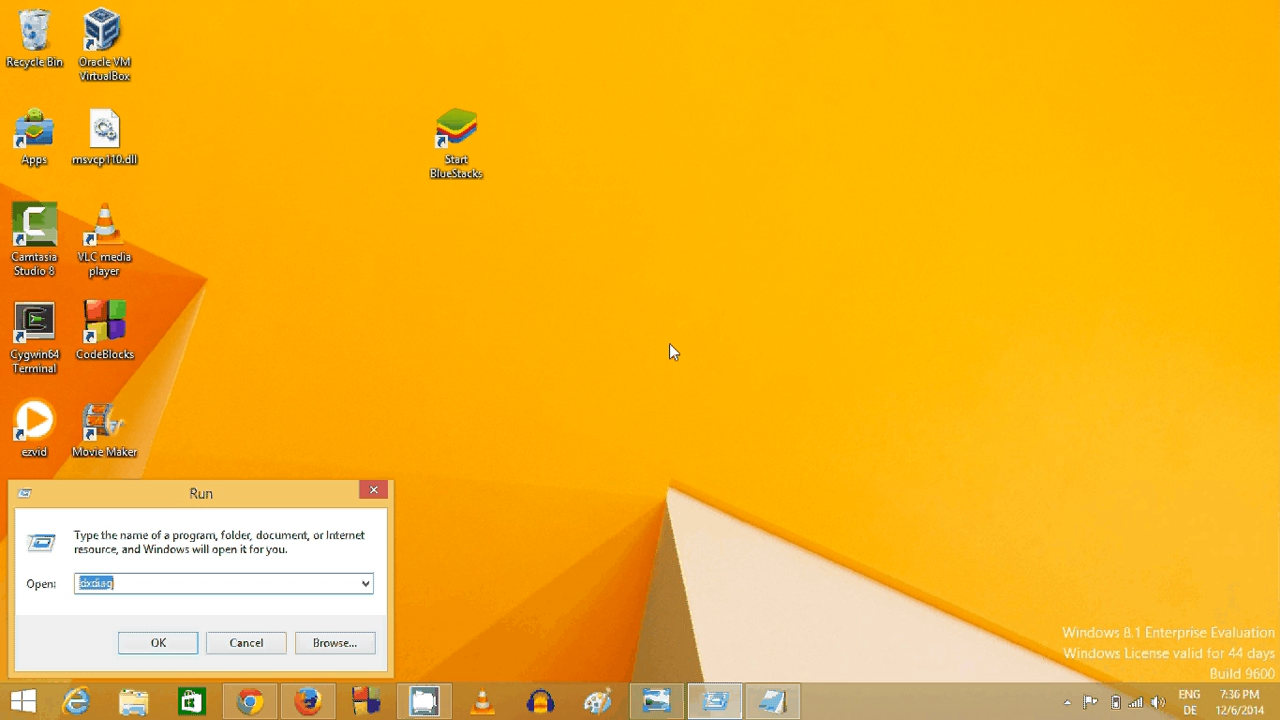 Recycle Bin
Oracle VM
VirtualBox
Apps
msvcp110.dll
Start
BlueStacks
Camtasia
Studio 8
VLC media
player
Cygwin64
Terminal
CodeBlocks
ezvid
Movie Maker
Run
Type the name of a program, folder, document, or Internet
resource, and Windows will open it for you.
Open:
OK
Cancel
Browse...
Windows 8.1 Enterprise Evaluation
Windows License valid for 44 days
Build 9600
ENG
DE
7:36 PM
12/6/2014